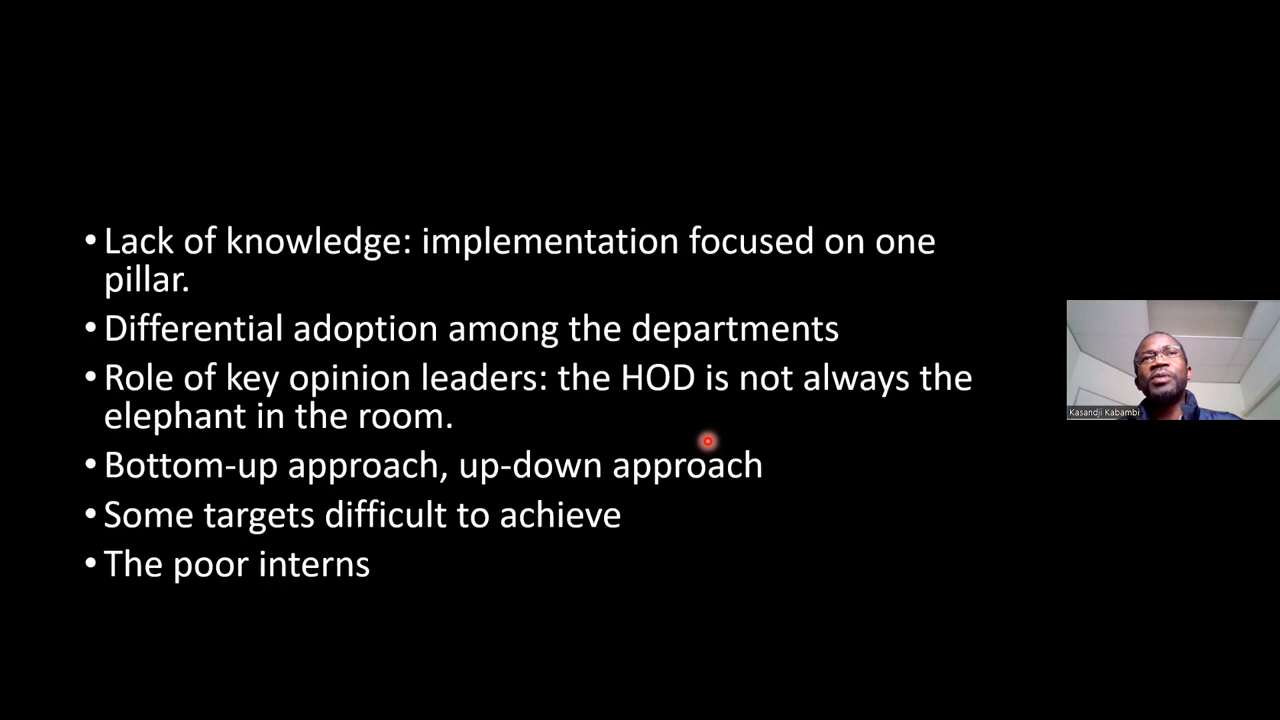 • Lack of knowledge: implementation focused on one
pillar.
• Differential adoption among the departments
• Role of key opinion leaders: the HOD is not always the
elephant in the room.
• Bottom-up approach, up-down approach
• Some targets difficult to achieve
• The poor interns
Kasandji Kabambi